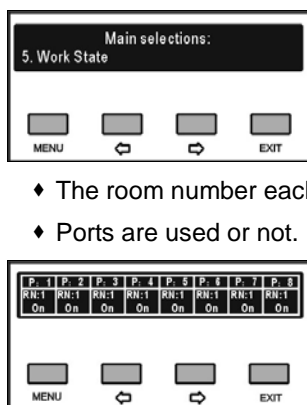 Main selections:
5. Work State
MENU EXIT
♦ The room number each
♦ Ports are used or not.
P: 1 P: 2 P: 3 P: 4 P: 5 P: 6 P: 7 P: 8
RN:1 RN:1 RN:1 RN:1 RN:1 RN:1 RN:1 RN:1
On On On On On On On On
MENU EXIT